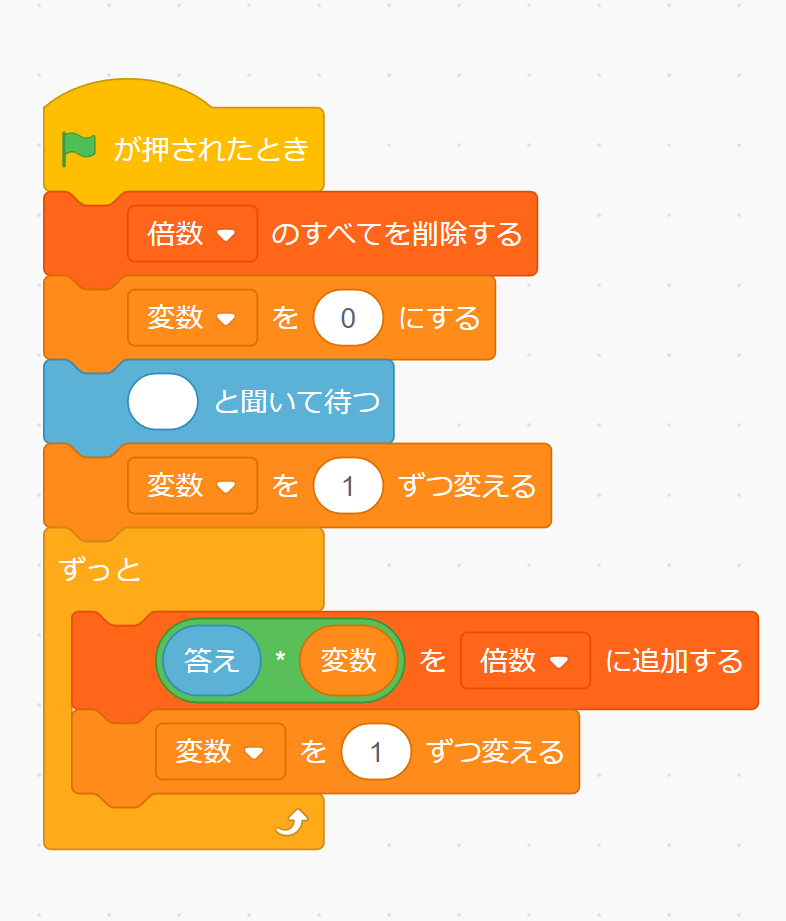 が押されたとき
倍数 のすべてを削除する
変数 を 0 にする
と聞いて待つ
変数 を 1 ずつ変える
ずっと
答え * 変数 を 倍数 に追加する
変数 を 1 ずつ変える